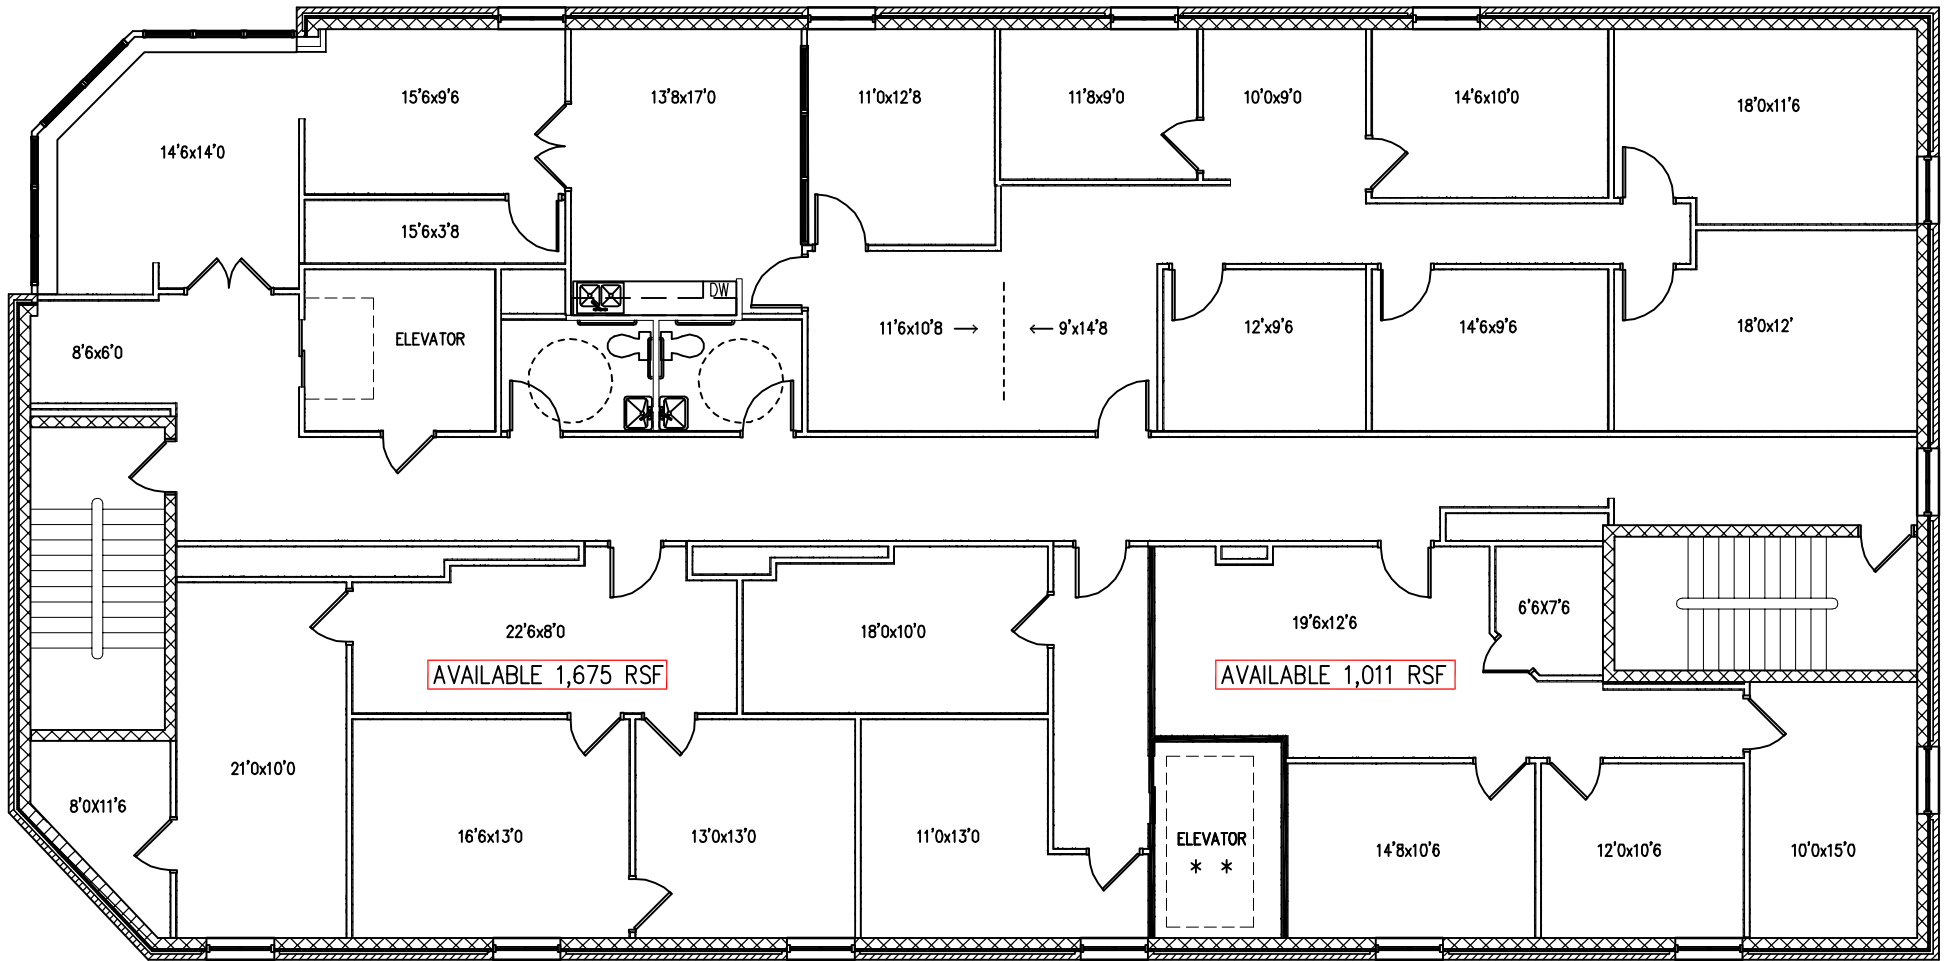 15'6x9'6
13'8x17'0
11'0x12'8
11'8x9'0
10'0x9'0
14'6x10'0
18'0x11'6
14'6x14'0
15'6x3'8
DW
ELEVATOR
8'6x6'0
11'6x10'8 →
← 9'x14'8
12'x9'6
14'6x9'6
18'0x12'
22'6x8'0
AVAILABLE 1,675 RSF
18'0x10'0
19'6x12'6
AVAILABLE 1,011 RSF
6'6X7'6
21'0x10'0
8'0X11'6
16'6x13'0
13'0x13'0
11'0x13'0
ELEVATOR
* *
14'8x10'6
12'0x10'6
10'0x15'0